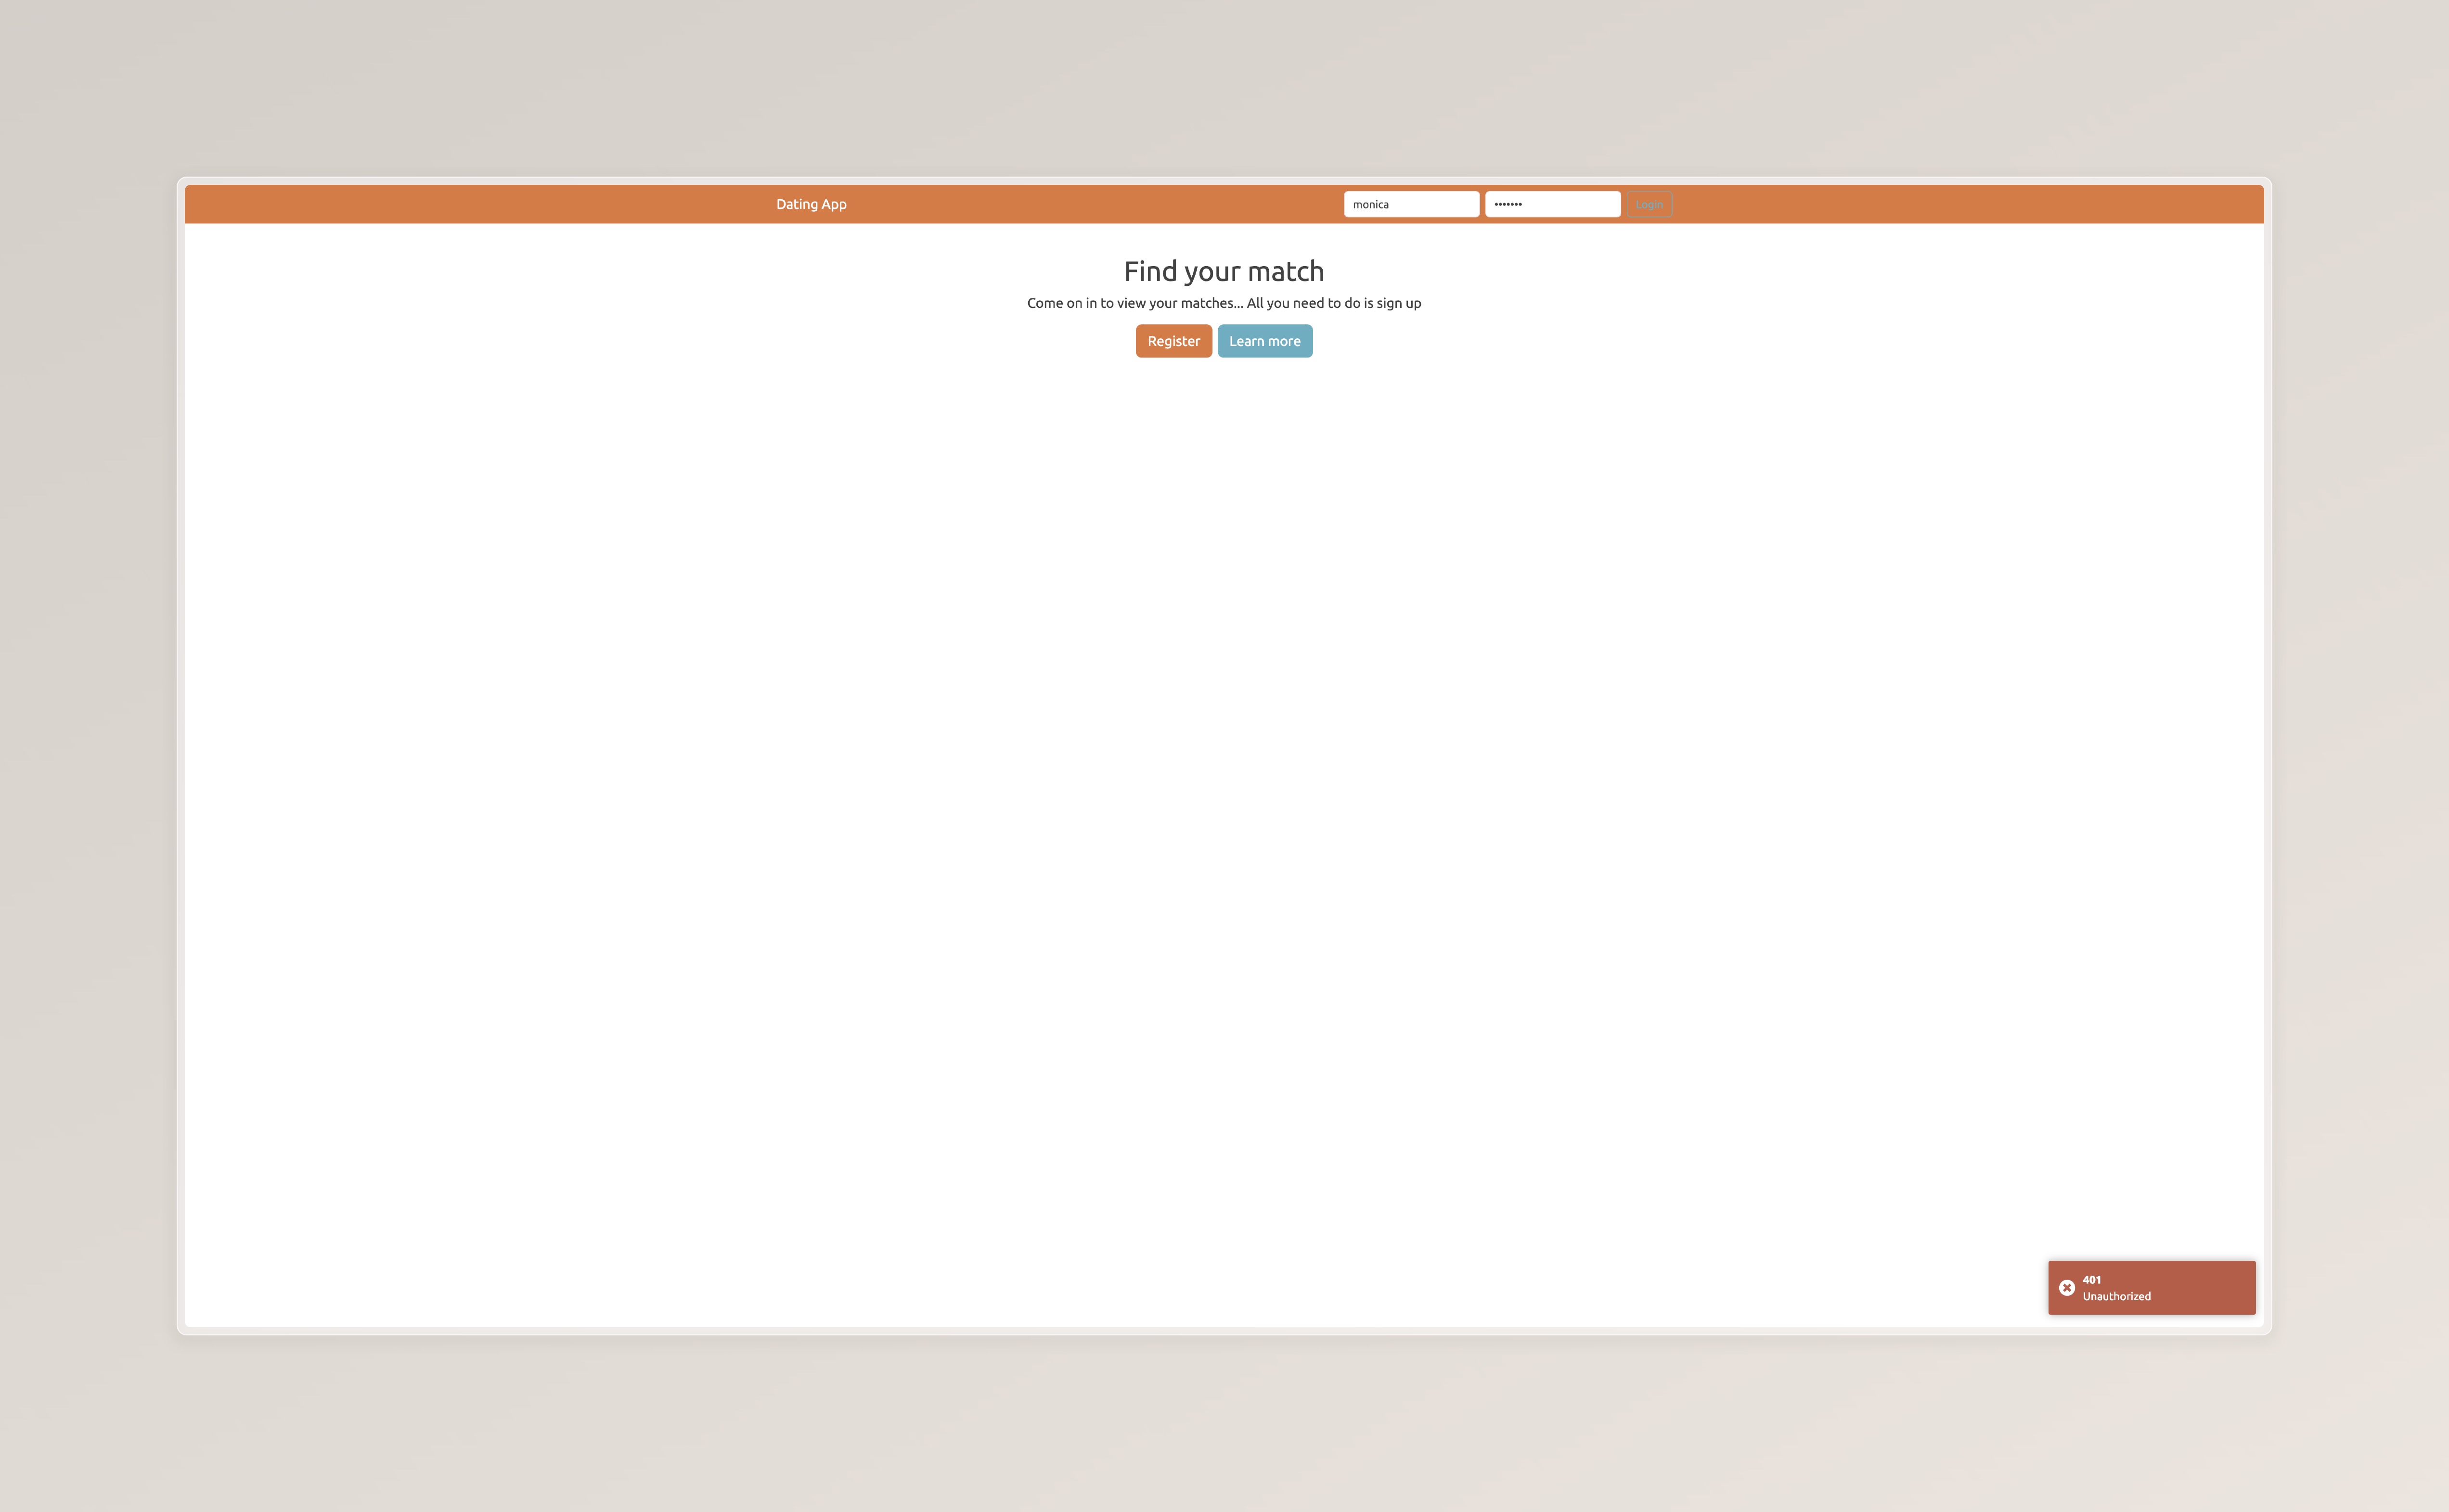 Dating App
monica
•••••••
Login
Find your match
Come on in to view your matches... All you need to do is sign up
Register
Learn more
401
Unauthorized